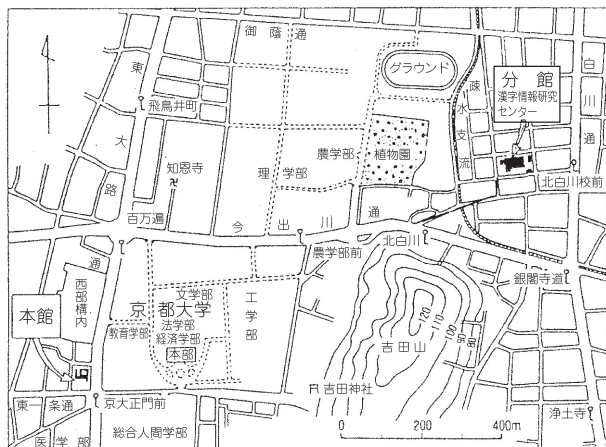 御蔭通
東大路通
飛鳥井町
グラウンド
疏水支流
分館
漢字情報研究
センター
白川通
知恩寺
理学部
農学部
植物園
北白川校前
百万遍
今出川通
農学部前
北白川
銀閣寺道
西部構内
京都大学
文学部
法学部
経済学部
教育学部
本部
工学部
本館
120
110
100
90
80
吉田山
吉田神社
東一条通
京大正門前
浄土寺
医学部
総合人間学部
0 200 400m